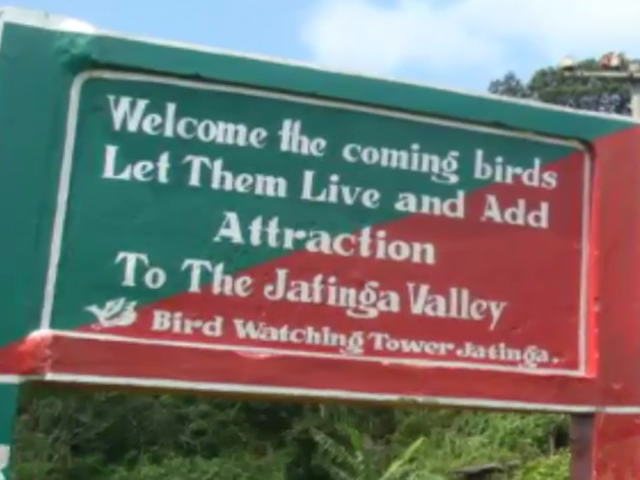 Welcome the coming birds
Let Them Live and Add
Attraction
To The Jatinga Valley
Bird Watching Tower Jatinga.